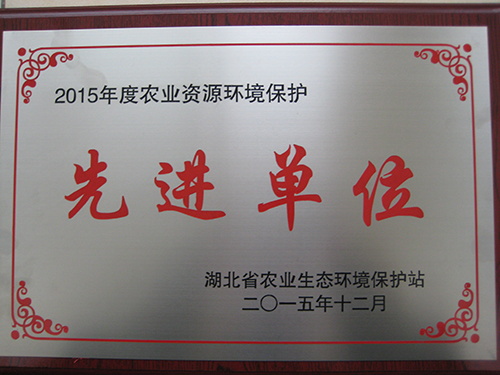 2015年度农业资源环境保护
先进单位
湖北省农业生态环境保护站
二〇一五年十二月